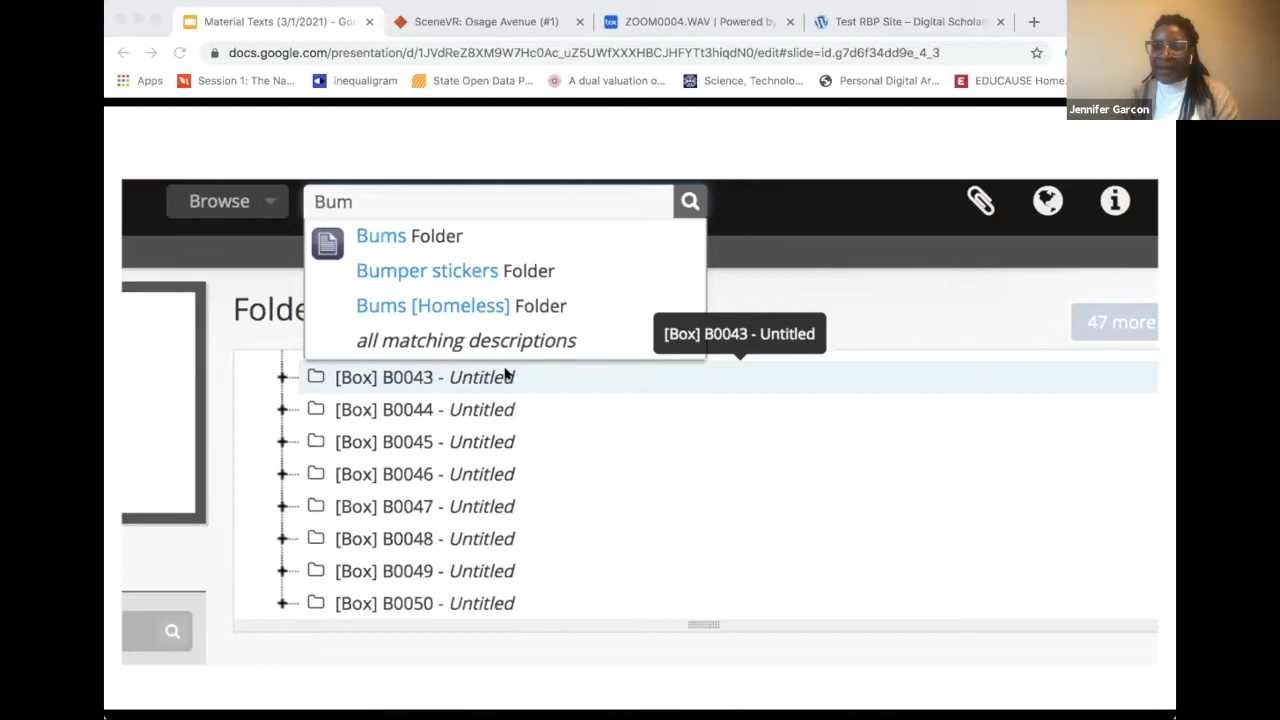 Material Texts (3/1/2021) - Goo
SceneVR: Osage Avenue (#1)
ZOOM0004.WAV | Powered by
Test RBP Site – Digital Scholar
docs.google.com/presentation/d/1JVdReZ8XM9W7Hc0Ac_uZ5UWfXXXHBCJHFYTt3hiqdN0/edit#slide=id.g7d6f34dd9e_4_3
Apps
Session 1: The Na...
inequaligram
State Open Data P...
A dual valuation o...
Science, Technolo...
Personal Digital Ar...
EDUCAUSE Home.
Jennifer Garcon
Browse
Bum
Bums Folder
Bumper stickers Folder
Bums [Homeless] Folder
all matching descriptions
Folde
[Box] B0043 - Untitled
47 more
[Box] B0043 - Untitled
[Box] B0044 - Untitled
[Box] B0045 - Untitled
[Box] B0046 - Untitled
[Box] B0047 - Untitled
[Box] B0048 - Untitled
[Box] B0049 - Untitled
[Box] B0050 - Untitled